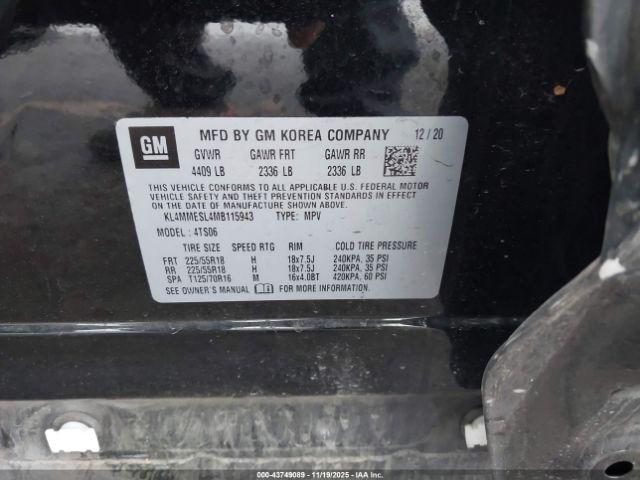 GM MFD BY GM KOREA COMPANY 12/20
GVWR GAWR FRT GAWR RR
4409 LB 2336 LB 2336 LB
THIS VEHICLE CONFORMS TO ALL APPLICABLE U.S. FEDERAL MOTOR
VEHICLE SAFETY AND THEFT PREVENTION STANDARDS IN EFFECT ON
THE DATE OF MANUFACTURE SHOWN ABOVE.
KL4MMESL4MB115943 TYPE: MPV
MODEL: 4TS06
TIRE SIZE SPEED RTG RIM COLD TIRE PRESSURE
FRT 225/55R18 H 18x7.5J 240KPA, 35 PSI
RR 225/55R18 H 18x7.5J 240KPA, 35 PSI
SPA T125/70R16 M 16x4.0BT 420KPA, 60 PSI
SEE OWNER'S MANUAL FOR MORE INFORMATION.
000-43749089 - 11/19/2025 - IAA Inc.